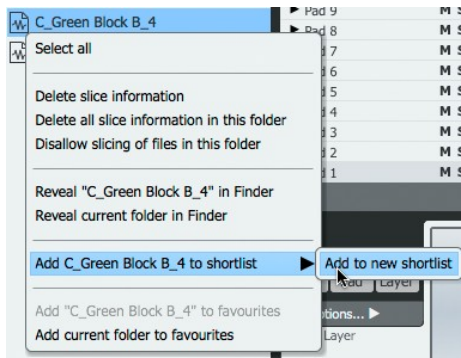 C_Green Block B_4
Select all
Delete slice information
Delete all slice information in this folder
Disallow slicing of files in this folder
Reveal "C_Green Block B_4" in Finder
Reveal current folder in Finder
Add C_Green Block B_4 to shortlist
Add "C_Green Block B_4" to favourites
Add current folder to favourites
Add to new shortlist
Pad 9 M S
Pad 8 M S
7 M S
6 M S
5 M S
4 M S
3 M S
2 M S
1 M S
Layer
ptions...
Layer